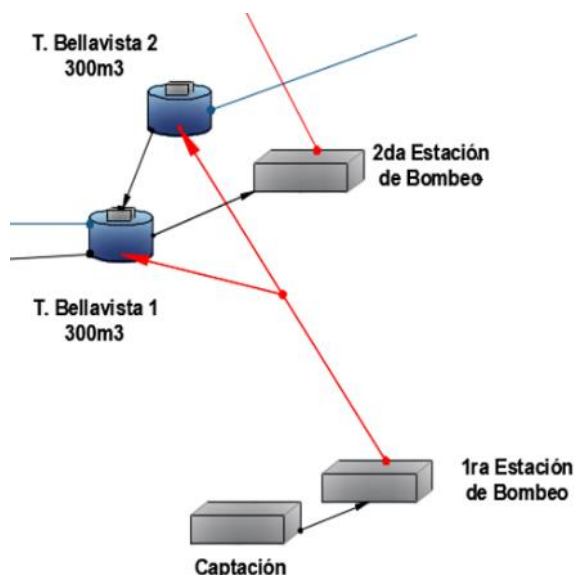 T. Bellavista 2
300m3
2da Estación
de Bombeo
T. Bellavista 1
300m3
1ra Estación
de Bombeo
Captación